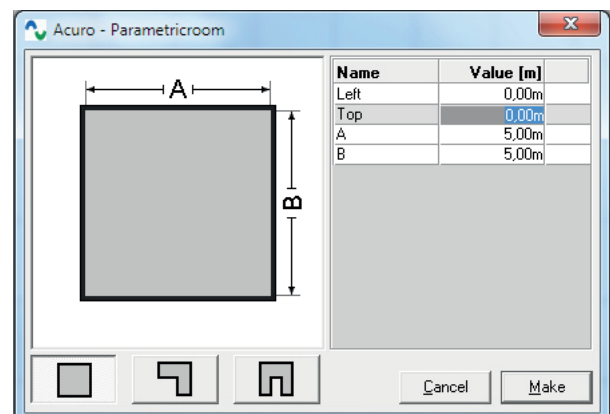 Acuro - Parametricroom
A
B
Name Value [m]
Left 0,00m
Top 0,00m
A 5,00m
B 5,00m
Cancel Make